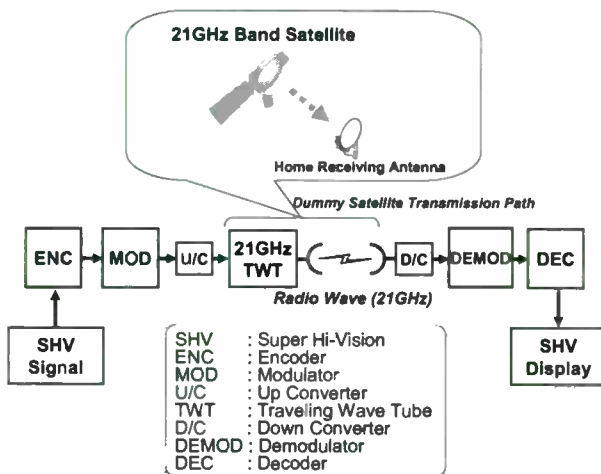 21GHz Band Satellite
Home Receiving Antenna
Dummy Satellite Transmission Path
ENC
MOD
U/C
21GHz
TWT
D/C
DEMOD
DEC
Radio Wave (21GHz)
SHV
Signal
SHV
Display
SHV : Super Hi-Vision
ENC : Encoder
MOD : Modulator
U/C : Up Converter
TWT : Traveling Wave Tube
D/C : Down Converter
DEMOD : Demodulator
DEC : Decoder